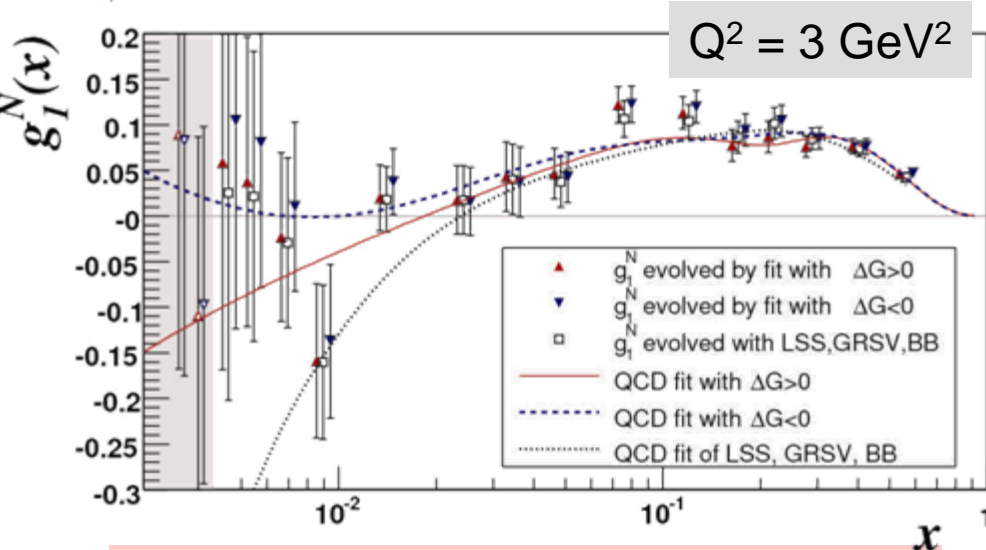 Q² = 3 GeV²
g₁ᴺ(x)
0.2
0.15
0.1
0.05
-0
-0.05
-0.1
-0.15
-0.2
-0.25
-0.3
g₁ᴺ evolved by fit with ΔG>0
g₁ᴺ evolved by fit with ΔG<0
g₁ᴺ evolved with LSS,GRSV,BB
QCD fit with ΔG>0
QCD fit with ΔG<0
QCD fit of LSS, GRSV, BB
10⁻² 10⁻¹ 1
x